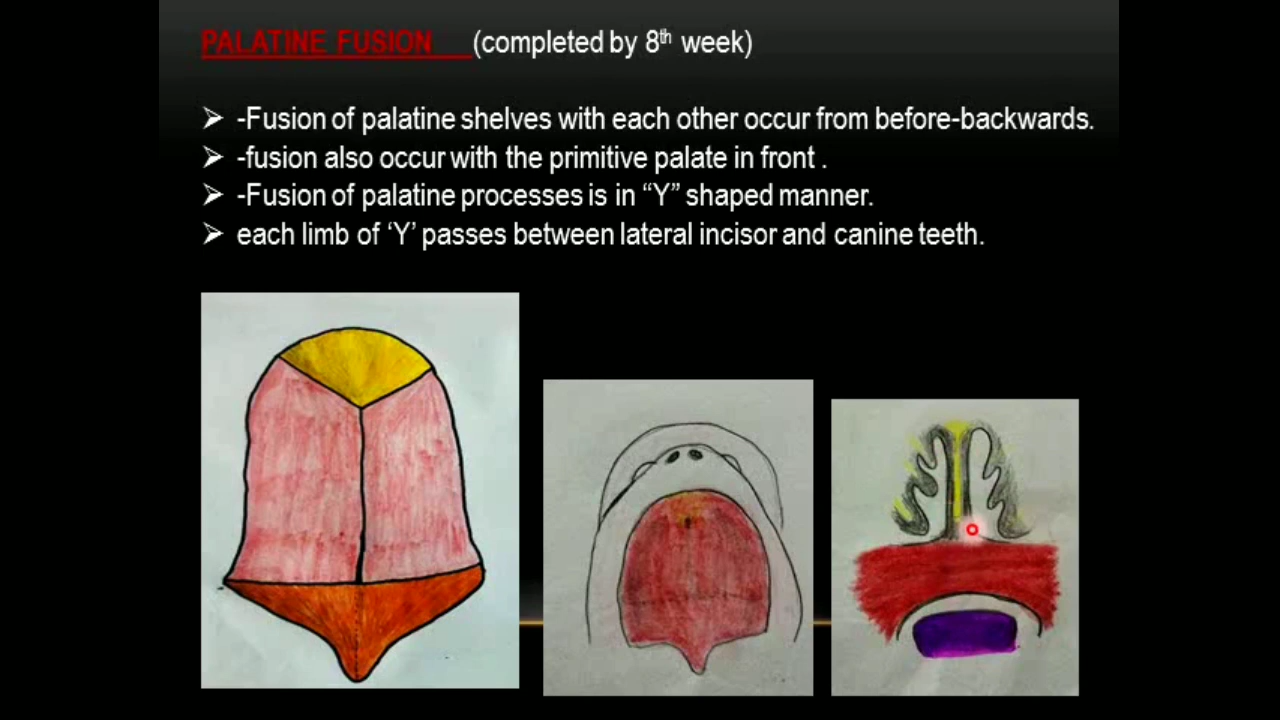 PALATINE FUSION (completed by 8th week)
➢ -Fusion of palatine shelves with each other occur from before-backwards.
➢ -fusion also occur with the primitive palate in front .
➢ -Fusion of palatine processes is in “Y” shaped manner.
➢ each limb of ‘Y’ passes between lateral incisor and canine teeth.